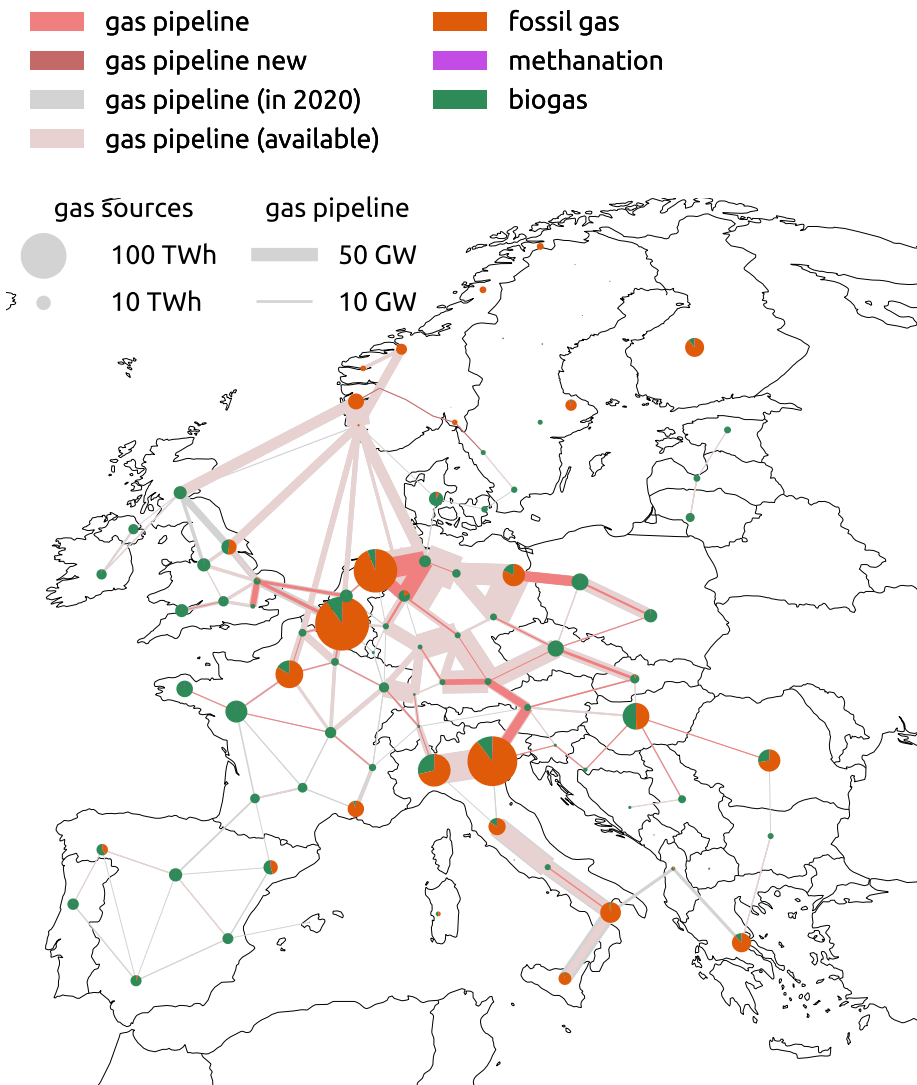 gas pipeline
gas pipeline new
gas pipeline (in 2020)
gas pipeline (available)
fossil gas
methanation
biogas
gas sources
100 TWh
10 TWh
gas pipeline
50 GW
10 GW